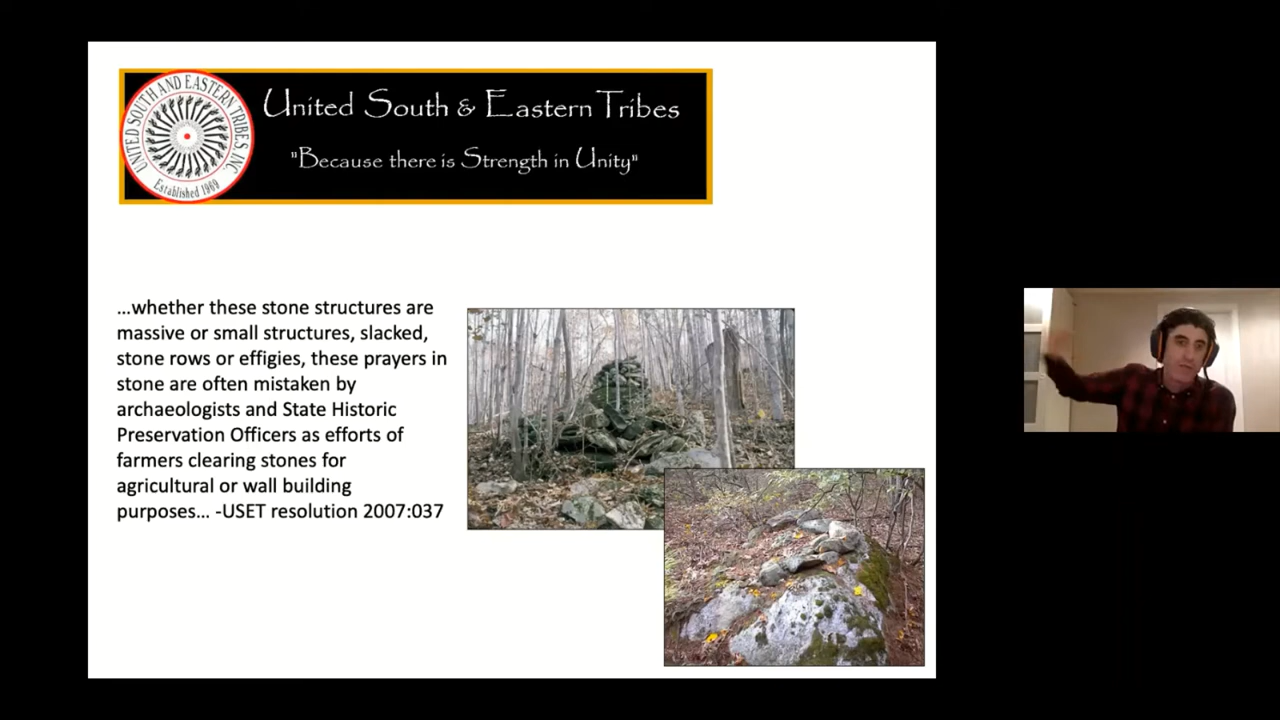 UNITED SOUTH AND EASTERN TRIBES, INC.
Established 1969
United South & Eastern Tribes
"Because there is Strength in Unity"
…whether these stone structures are
massive or small structures, slacked,
stone rows or effigies, these prayers in
stone are often mistaken by
archaeologists and State Historic
Preservation Officers as efforts of
farmers clearing stones for
agricultural or wall building
purposes… -USET resolution 2007:037